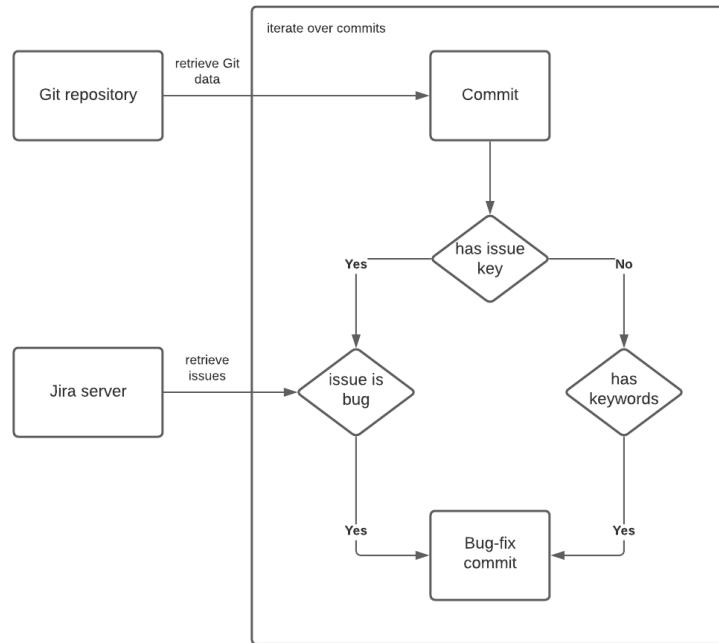 iterate over commits
retrieve Git
data
Git repository
Commit
has issue
key
Yes
No
retrieve
issues
Jira server
issue is
bug
has
keywords
Yes
Yes
Bug-fix
commit